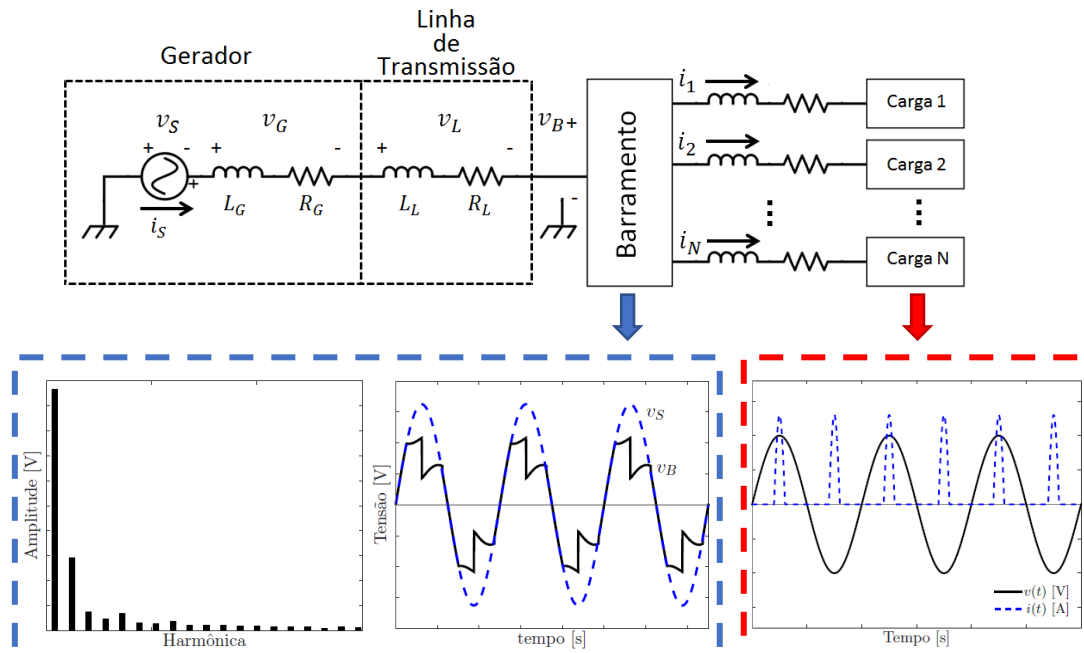 Linha
de
Transmissão
Gerador
v_S
v_G
v_L
v_B+
+ -
+ -
+ -
+
-
L_G R_G L_L R_L
i_S
Barramento
i_1
Carga 1
i_2
Carga 2
i_N
Carga N
Amplitude [V]
Harmônica
Tensão [V]
v_S
v_B
tempo [s]
v(t) [V]
i(t) [A]
Tempo [s]